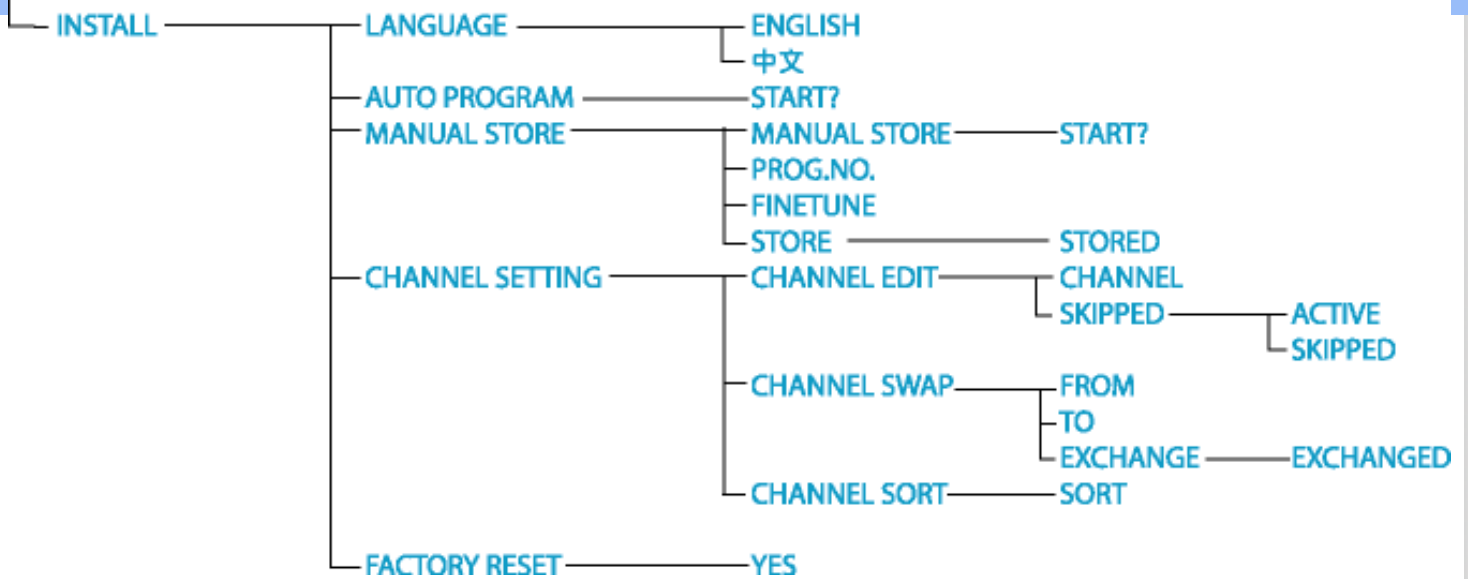 INSTALL LANGUAGE ENGLISH
中文
AUTO PROGRAM START?
MANUAL STORE MANUAL STORE START?
PROG.NO.
FINETUNE
STORE STORED
CHANNEL SETTING CHANNEL EDIT CHANNEL
SKIPPED ACTIVE
SKIPPED
CHANNEL SWAP FROM
TO
EXCHANGE EXCHANGED
CHANNEL SORT SORT
FACTORY RESET YES